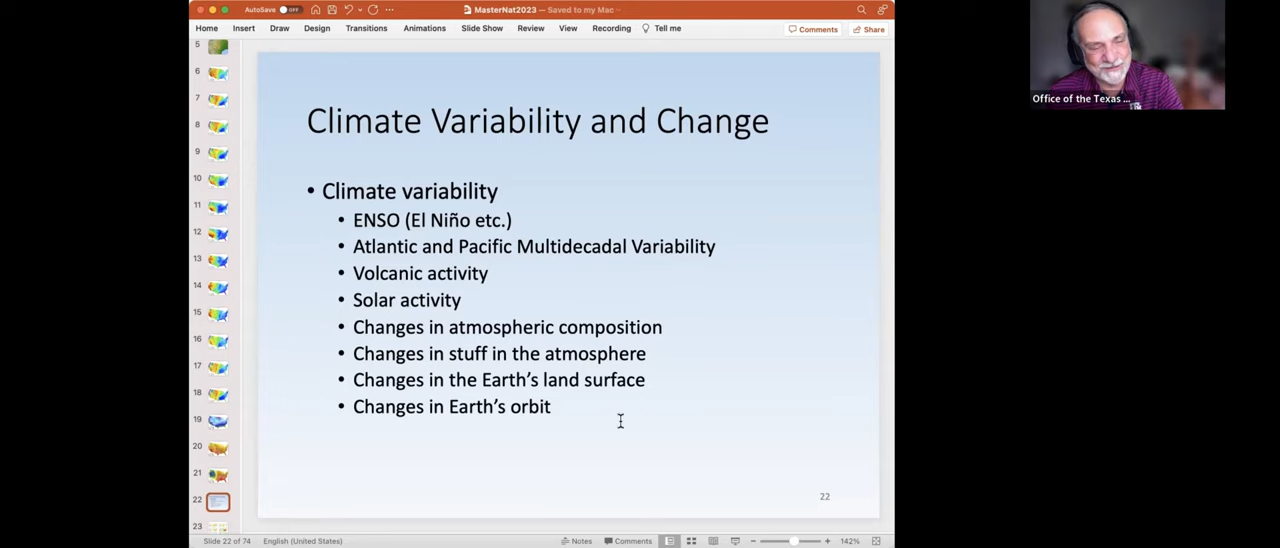 AutoSave OFF
MasterNat2023 — Saved to my Mac
Home Insert Draw Design Transitions Animations Slide Show Review View Recording Tell me Comments Share
5
6
7
8
9
10
11
12
13
14
15
16
17
18
19
20
21
22
23
Climate Variability and Change
• Climate variability
• ENSO (El Niño etc.)
• Atlantic and Pacific Multidecadal Variability
• Volcanic activity
• Solar activity
• Changes in atmospheric composition
• Changes in stuff in the atmosphere
• Changes in the Earth's land surface
• Changes in Earth's orbit
22
Slide 22 of 74 English (United States) Notes Comments 142%
Office of the Texas ...